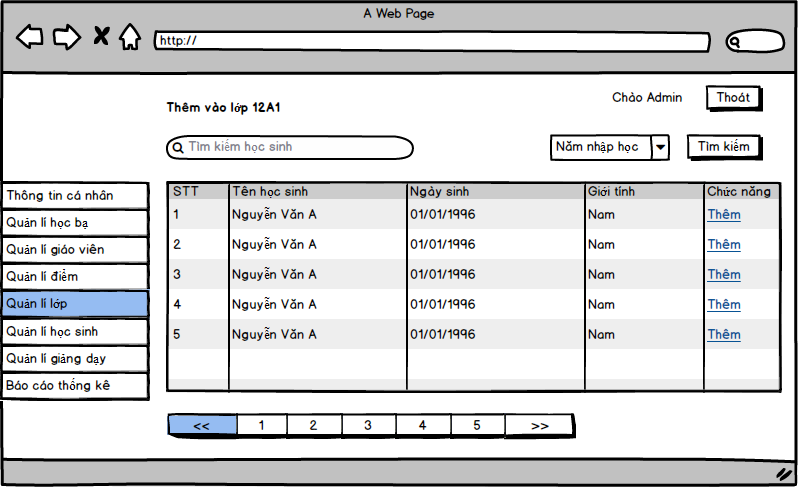 A Web Page
http://
Chào Admin
Thoát
Thêm vào lớp 12A1
Tìm kiếm học sinh
Năm nhập học
Tìm kiếm
Thông tin cá nhân
Quản lí học bạ
Quản lí giáo viên
Quản lí điểm
Quản lí lớp
Quản lí học sinh
Quản lí giảng dạy
Báo cáo thống kê
STT Tên học sinh Ngày sinh Giới tính Chức năng
1 Nguyễn Văn A 01/01/1996 Nam Thêm
2 Nguyễn Văn A 01/01/1996 Nam Thêm
3 Nguyễn Văn A 01/01/1996 Nam Thêm
4 Nguyễn Văn A 01/01/1996 Nam Thêm
5 Nguyễn Văn A 01/01/1996 Nam Thêm
<< 1 2 3 4 5 >>